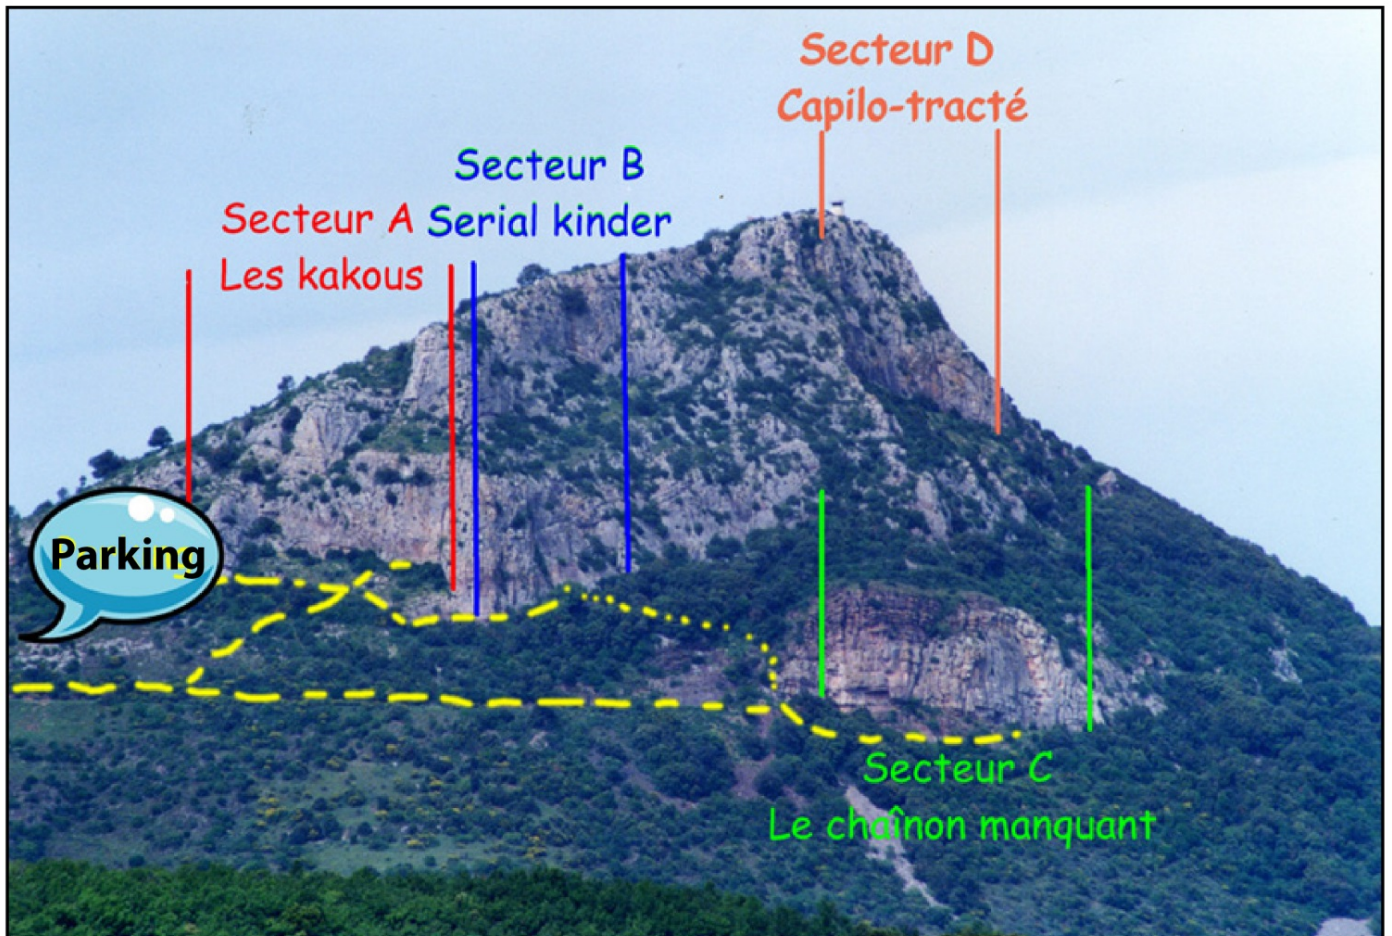 Secteur D
Capilo-tracté
Secteur B
Serial kinder
Secteur A
Les kakous
Parking
Secteur C
Le chaînon manquant